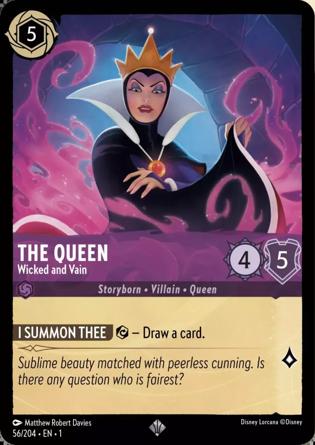 5
THE QUEEN
Wicked and Vain
4
5
Storyborn • Villain • Queen
I SUMMON THEE – Draw a card.
Sublime beauty matched with peerless cunning. Is
there any question who is fairest?
Matthew Robert Davies
Disney Lorcana ©Disney
56/204 • EN • 1